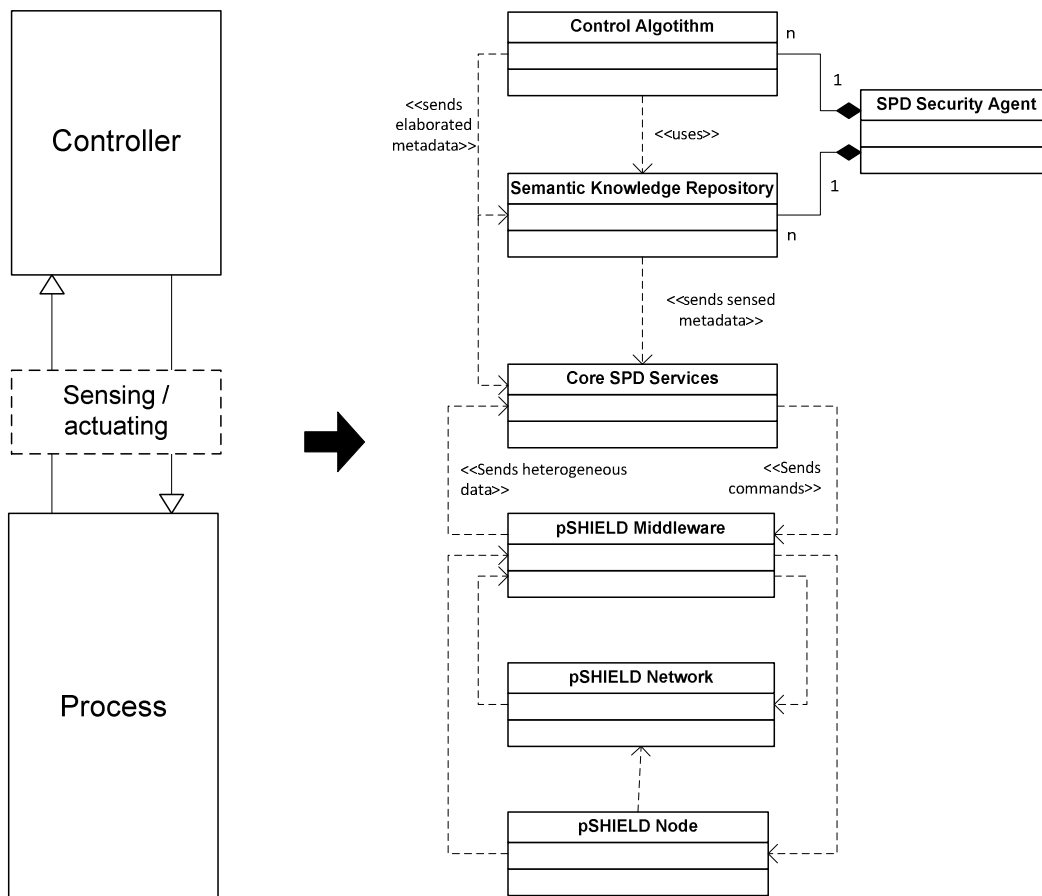 Controller
Sensing /
actuating
Process
Control Algotithm
n
1
SPD Security Agent
<<sends
elaborated
metadata>>
<<uses>>
Semantic Knowledge Repository
1
n
<<sends sensed
metadata>>
Core SPD Services
<<Sends heterogeneous
data>>
<<Sends
commands>>
pSHIELD Middleware
pSHIELD Network
pSHIELD Node